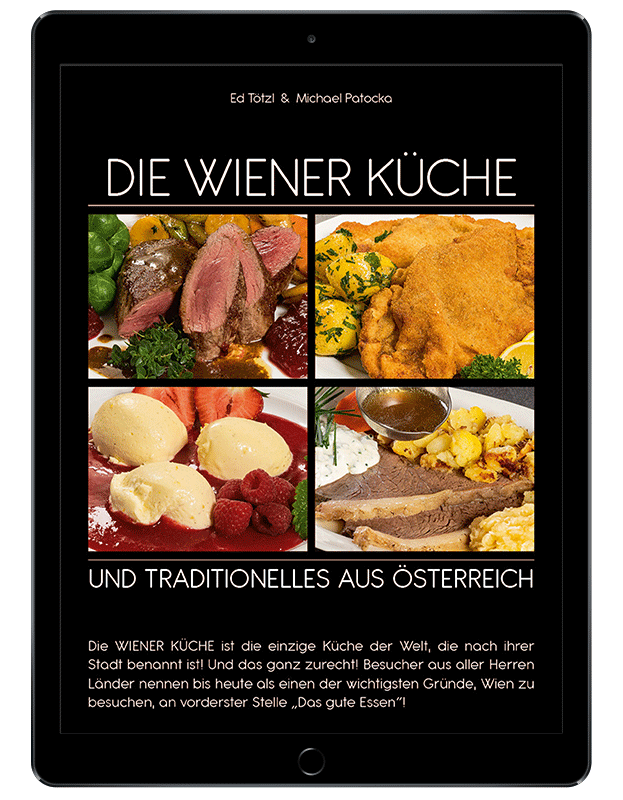 Ed Tötzl & Michael Patocka
DIE WIENER KÜCHE
UND TRADITIONELLES AUS ÖSTERREICH
Die WIENER KÜCHE ist die einzige Küche der Welt, die nach ihrer
Stadt benannt ist! Und das ganz zurecht! Besucher aus aller Herren
Länder nennen bis heute als einen der wichtigsten Gründe, Wien zu
besuchen, an vorderster Stelle „Das gute Essen“!